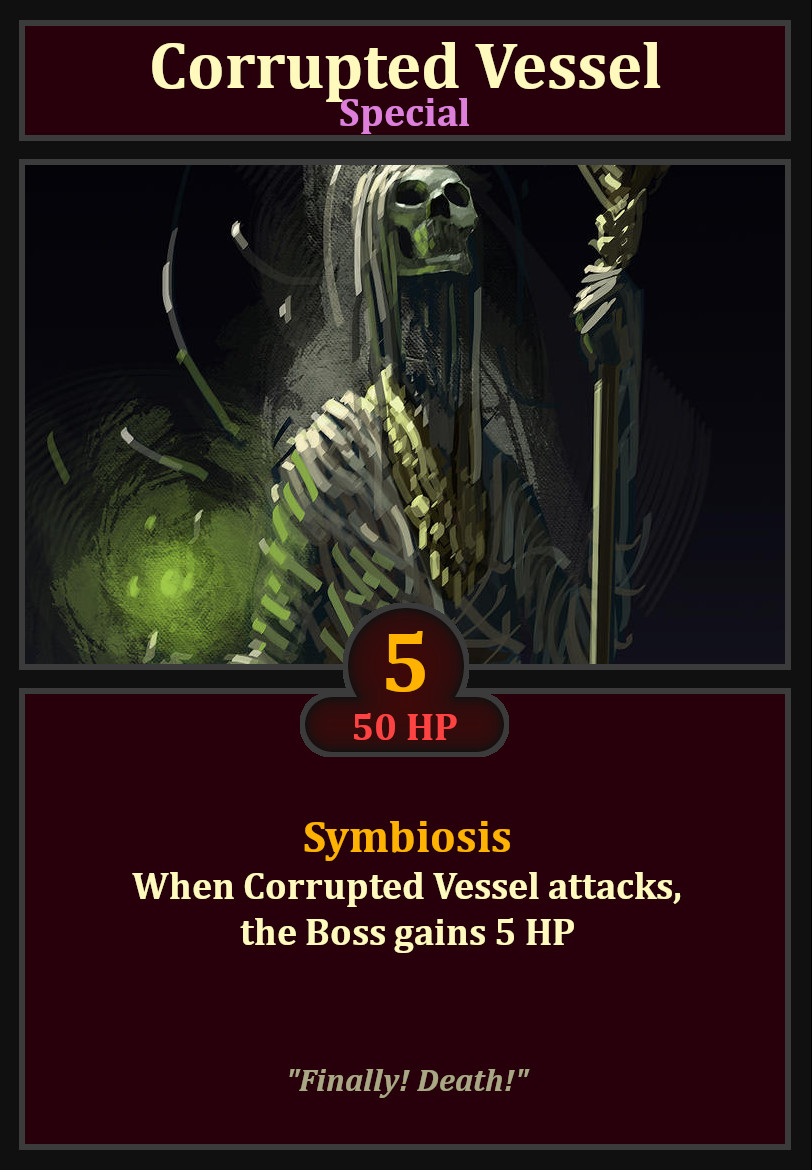 Corrupted Vessel
Special
5
50 HP
Symbiosis
When Corrupted Vessel attacks,
the Boss gains 5 HP
"Finally! Death!"